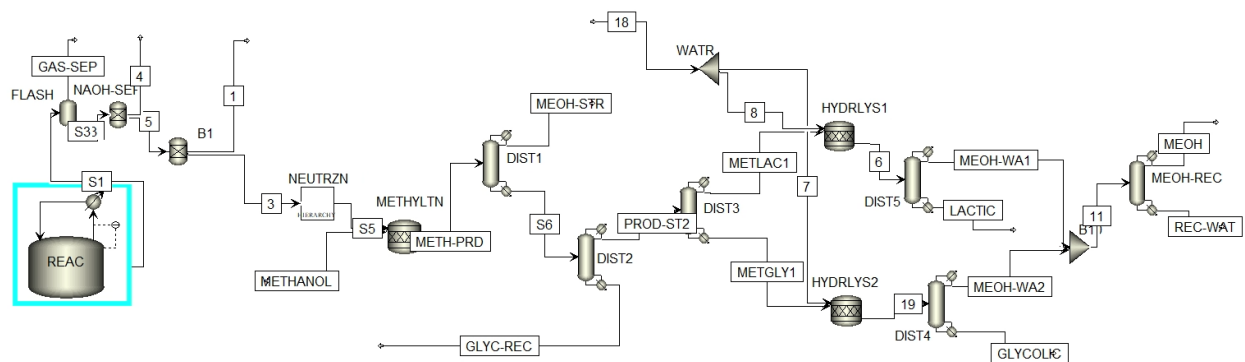 18
WATR
GAS-SEP
4
FLASH
NAOH-SEP
1
S33
5
B1
MEOH-STR
8
HYDRLYS1
MEOH
DIST1
METLAC1
6
MEOH-WA1
S1
NEUTRZN
METHYLTN
7
DIST3
DIST5
MEOH-REC
3
HIERARCHY
S5
METH-PRD
S6
PROD-ST2
LACTIC
11
REC-WAT
REAC
DIST2
METGLY1
METHANOL
HYDRLYS2
19
MEOH-WA2
DIST4
GLYC-REC
GLYCOLIC